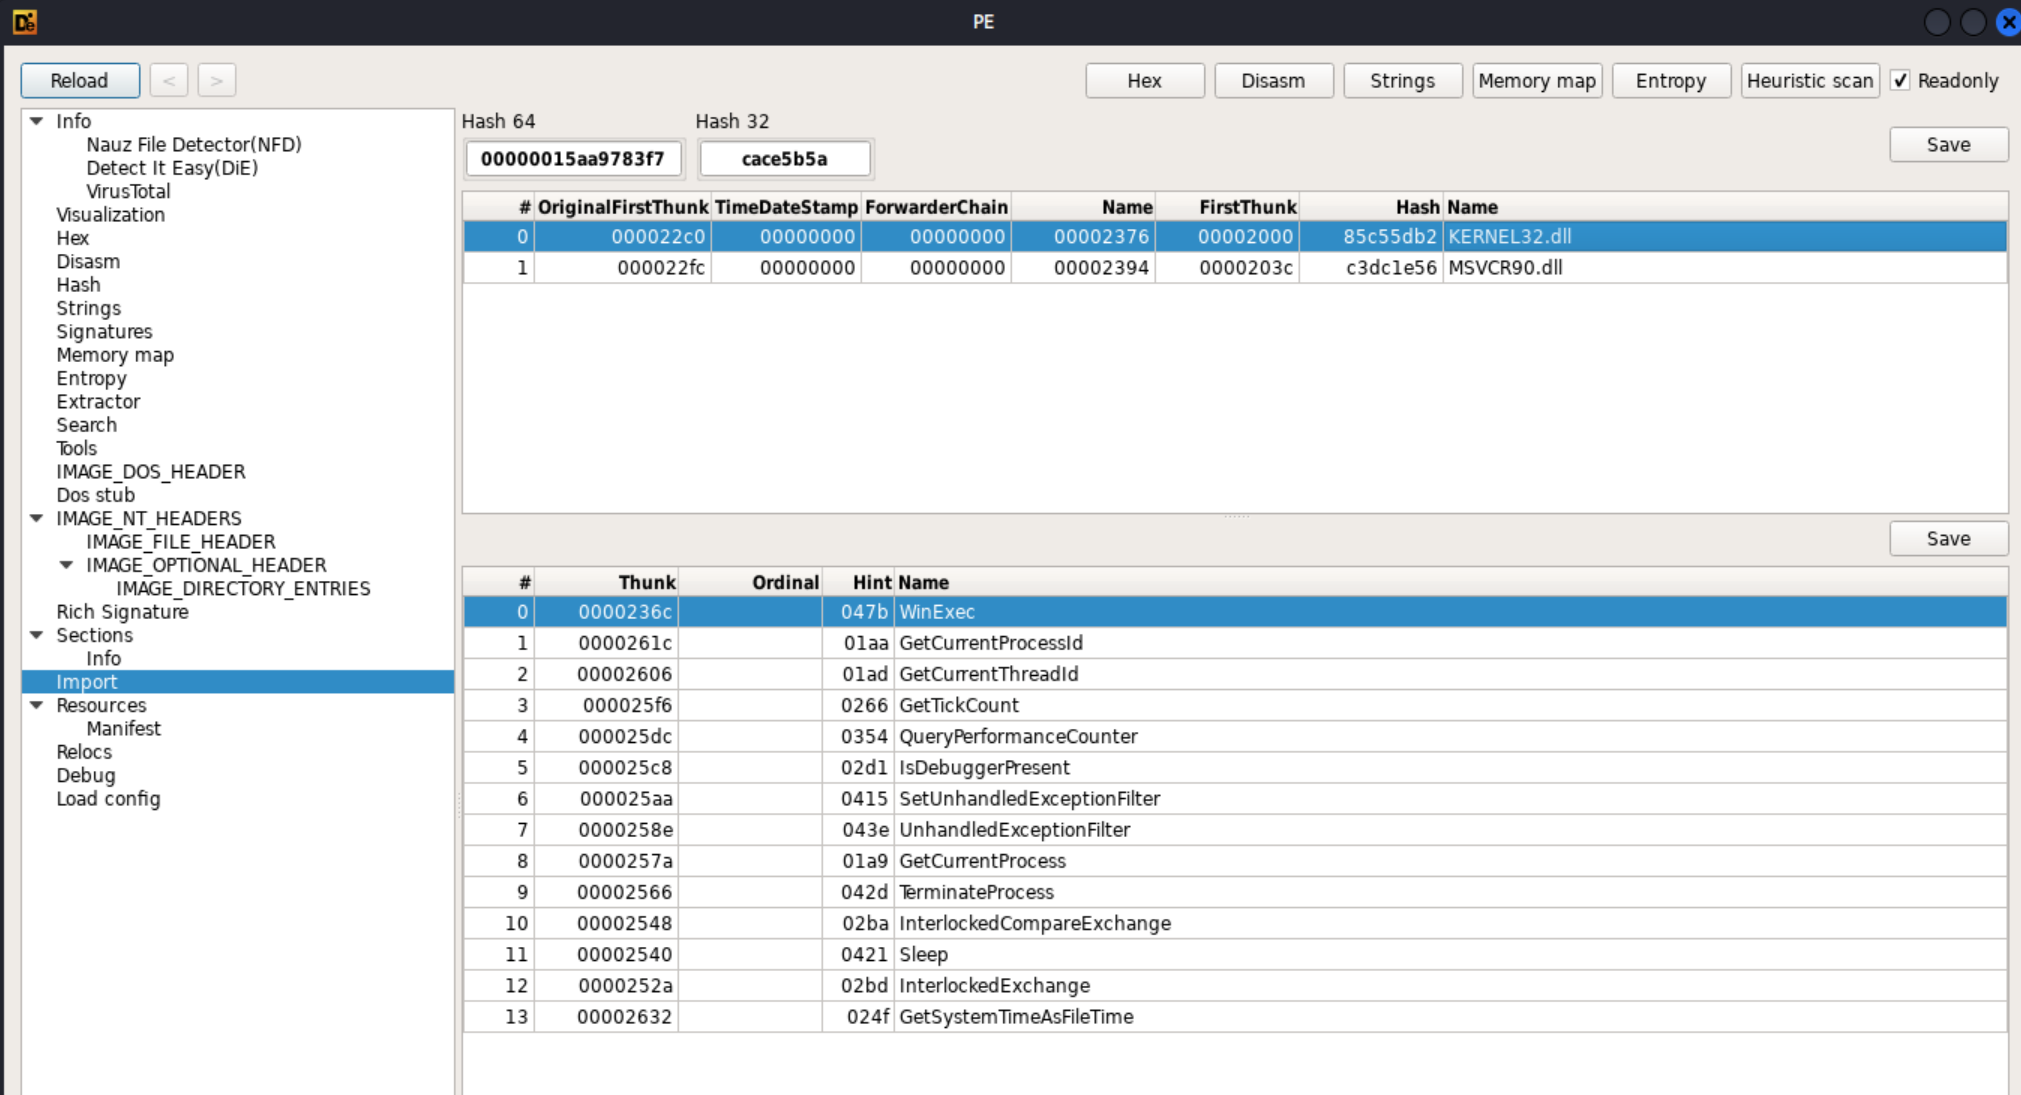 De
PE
Reload < > Hex Disasm Strings Memory map Entropy Heuristic scan Readonly
Info
Nauz File Detector(NFD)
Detect It Easy(DiE)
VirusTotal
Visualization
Hex
Disasm
Hash
Strings
Signatures
Memory map
Entropy
Extractor
Search
Tools
IMAGE_DOS_HEADER
Dos stub
IMAGE_NT_HEADERS
IMAGE_FILE_HEADER
IMAGE_OPTIONAL_HEADER
IMAGE_DIRECTORY_ENTRIES
Rich Signature
Sections
Info
Import
Resources
Manifest
Relocs
Debug
Load config
Hash 64 Hash 32
00000015aa9783f7 cace5b5a
Save
# OriginalFirstThunk TimeDateStamp ForwarderChain Name FirstThunk Hash Name
0 000022c0 00000000 00000000 00002376 00002000 85c55db2 KERNEL32.dll
1 000022fc 00000000 00000000 00002394 0000203c c3dc1e56 MSVCR90.dll
Save
# Thunk Ordinal Hint Name
0 0000236c 047b WinExec
1 0000261c 01aa GetCurrentProcessId
2 00002606 01ad GetCurrentThreadId
3 000025f6 0266 GetTickCount
4 000025dc 0354 QueryPerformanceCounter
5 000025c8 02d1 IsDebuggerPresent
6 000025aa 0415 SetUnhandledExceptionFilter
7 0000258e 043e UnhandledExceptionFilter
8 0000257a 01a9 GetCurrentProcess
9 00002566 042d TerminateProcess
10 00002548 02ba InterlockedCompareExchange
11 00002540 0421 Sleep
12 0000252a 02bd InterlockedExchange
13 00002632 024f GetSystemTimeAsFileTime